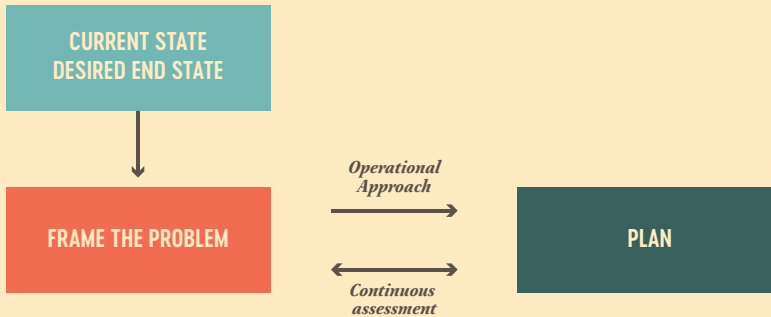 CURRENT STATE
DESIRED END STATE
Operational
Approach
FRAME THE PROBLEM
PLAN
Continuous
assessment